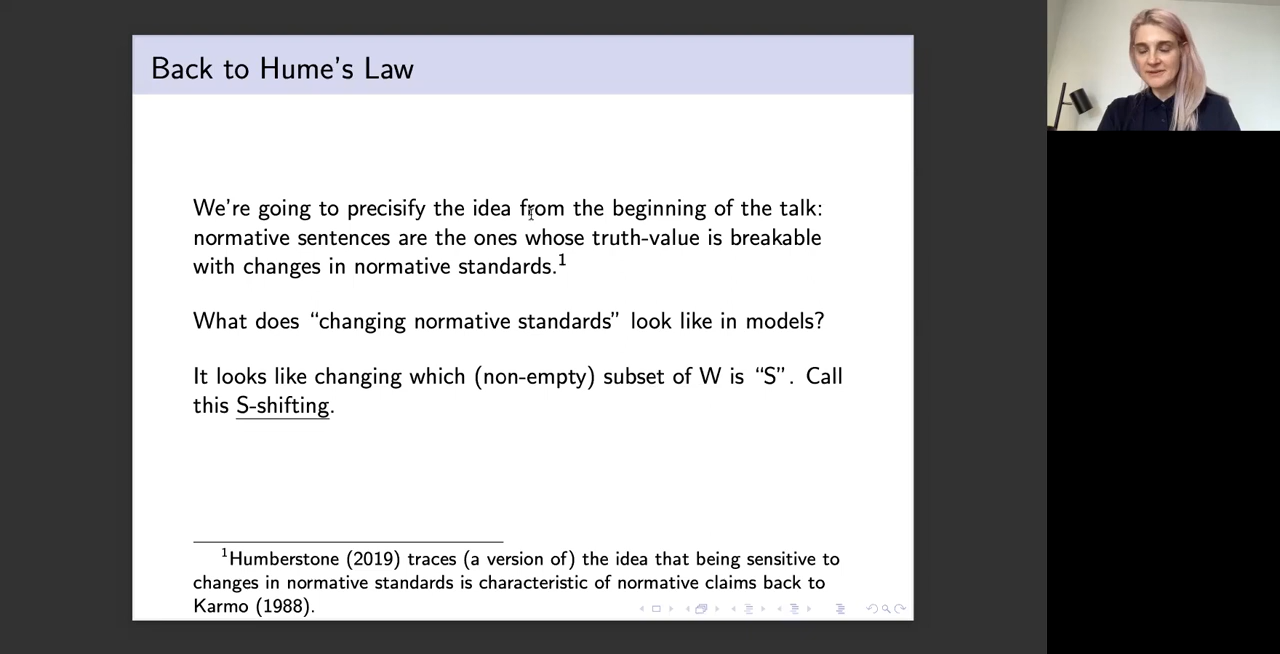 Back to Hume's Law
We're going to precisify the idea from the beginning of the talk:
normative sentences are the ones whose truth-value is breakable
with changes in normative standards.¹
What does “changing normative standards” look like in models?
It looks like changing which (non-empty) subset of W is “S”. Call
this S-shifting.
¹Humberstone (2019) traces (a version of) the idea that being sensitive to
changes in normative standards is characteristic of normative claims back to
Karmo (1988).